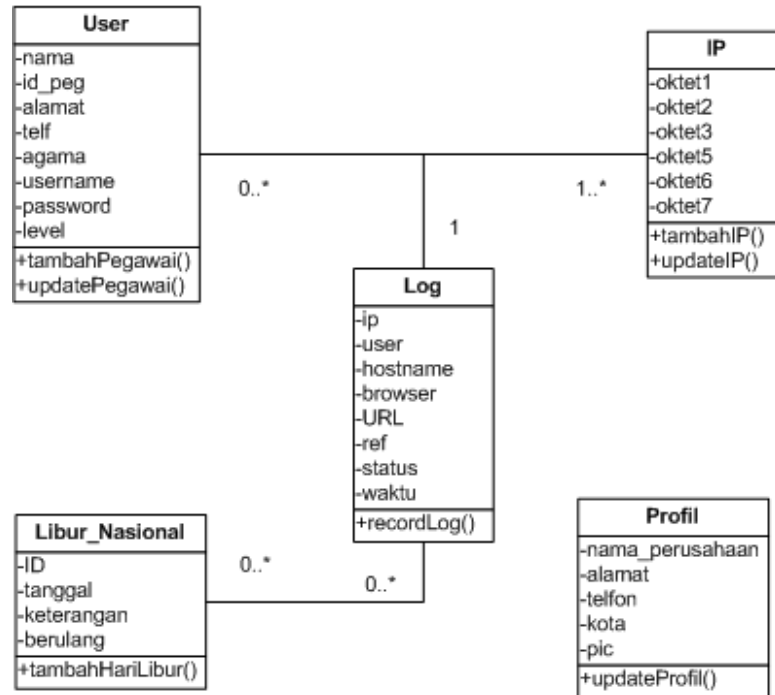 User
-nama
-id_peg
-alamat
-telf
-agama
-username
-password
-level
+tambahPegawai()
+updatePegawai()
IP
-oktet1
-oktet2
-oktet3
-oktet5
-oktet6
-oktet7
+tambahIP()
+updateIP()
0..*
1..*
1
Log
-ip
-user
-hostname
-browser
-URL
-ref
-status
-waktu
+recordLog()
Libur_Nasional
-ID
-tanggal
-keterangan
-berulang
+tambahHariLibur()
0..*
0..*
Profil
-nama_perusahaan
-alamat
-telfon
-kota
-pic
+updateProfil()